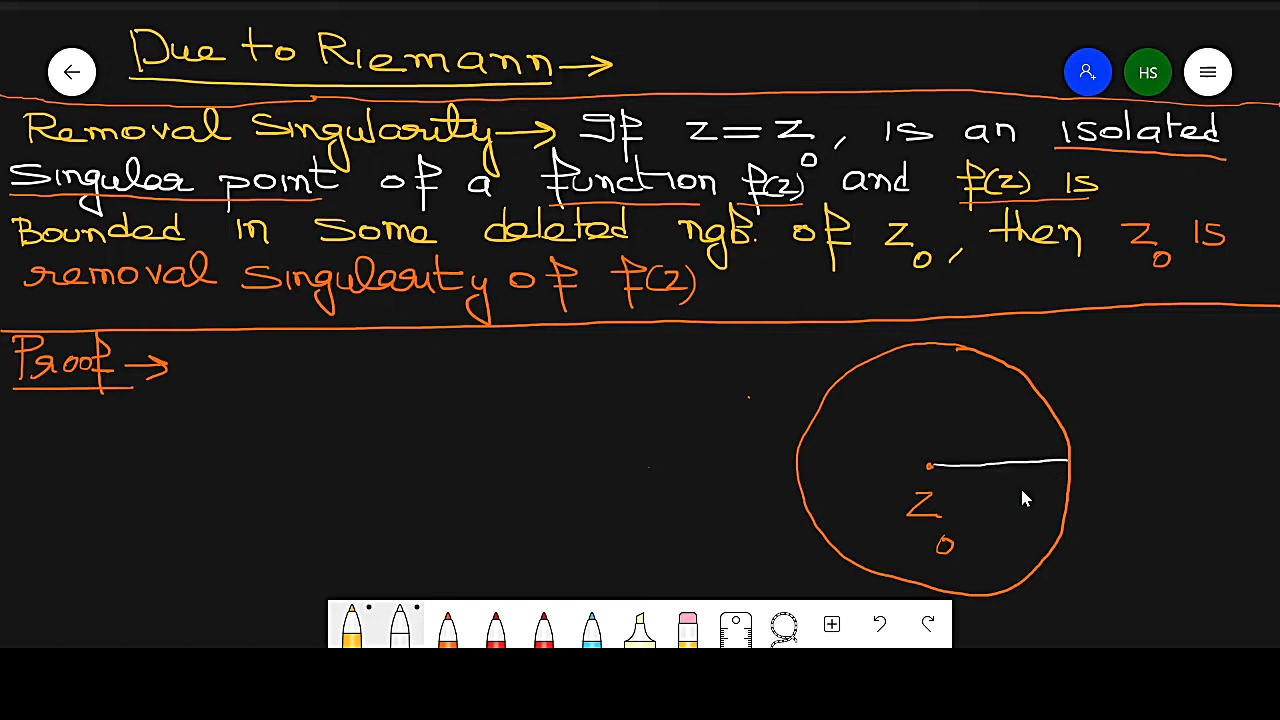 Due to Riemann →
HS
Removal Singularity → If z = z₀, is an isolated
Singular point of a function f(z) and f(z) is
Bounded in some deleted ngb. of z₀, then z₀ is
removal singularity of f(z)
Proof →
z₀